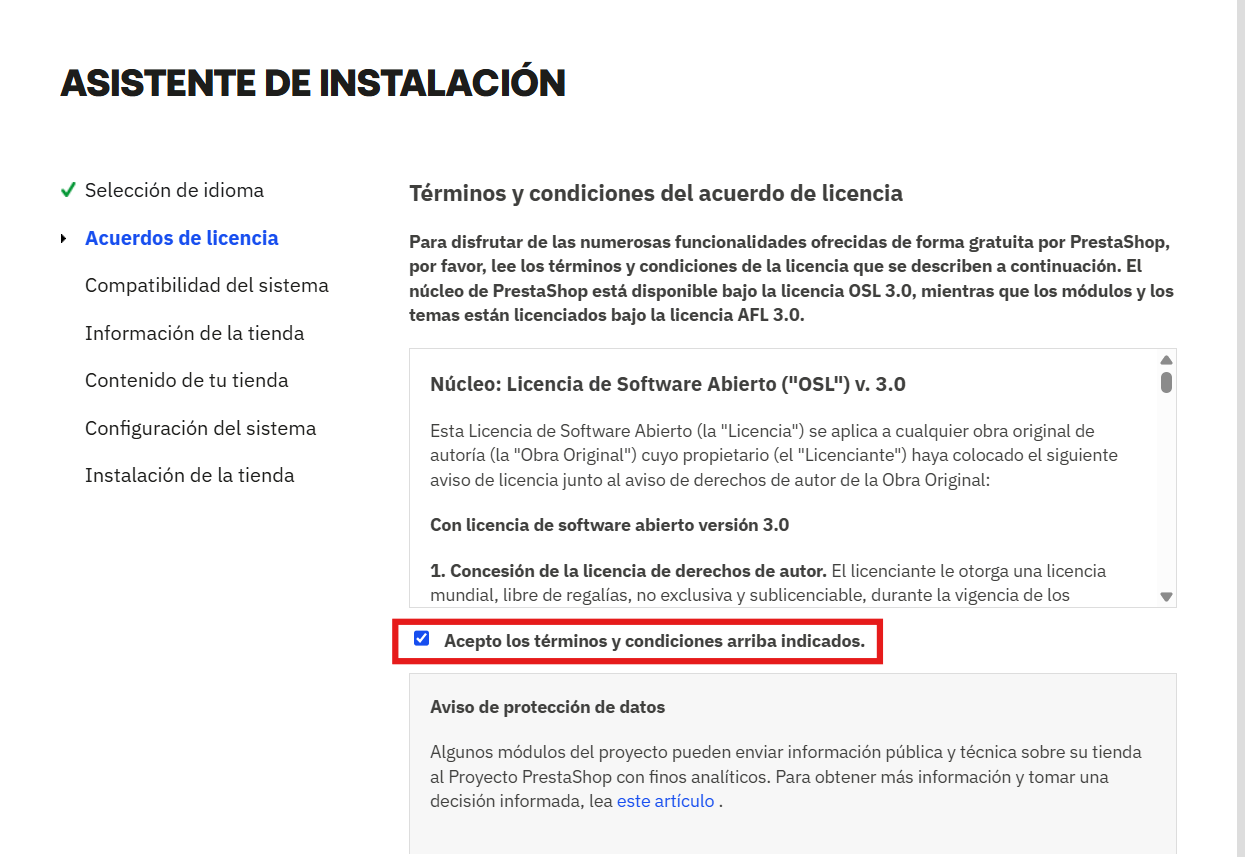 ASISTENTE DE INSTALACIÓN
Selección de idioma
Acuerdos de licencia
Compatibilidad del sistema
Información de la tienda
Contenido de tu tienda
Configuración del sistema
Instalación de la tienda
Términos y condiciones del acuerdo de licencia
Para disfrutar de las numerosas funcionalidades ofrecidas de forma gratuita por PrestaShop,
por favor, lee los términos y condiciones de la licencia que se describen a continuación. El
núcleo de PrestaShop está disponible bajo la licencia OSL 3.0, mientras que los módulos y los
temas están licenciados bajo la licencia AFL 3.0.
Núcleo: Licencia de Software Abierto ("OSL") v. 3.0
Esta Licencia de Software Abierto (la "Licencia") se aplica a cualquier obra original de
autoría (la "Obra Original") cuyo propietario (el "Licenciante") haya colocado el siguiente
aviso de licencia junto al aviso de derechos de autor de la Obra Original:
Con licencia de software abierto versión 3.0
1. Concesión de la licencia de derechos de autor. El licenciante le otorga una licencia
mundial, libre de regalías, no exclusiva y sublicenciable, durante la vigencia de los
Acepto los términos y condiciones arriba indicados.
Aviso de protección de datos
Algunos módulos del proyecto pueden enviar información pública y técnica sobre su tienda
al Proyecto PrestaShop con finos analíticos. Para obtener más información y tomar una
decisión informada, lea este artículo .